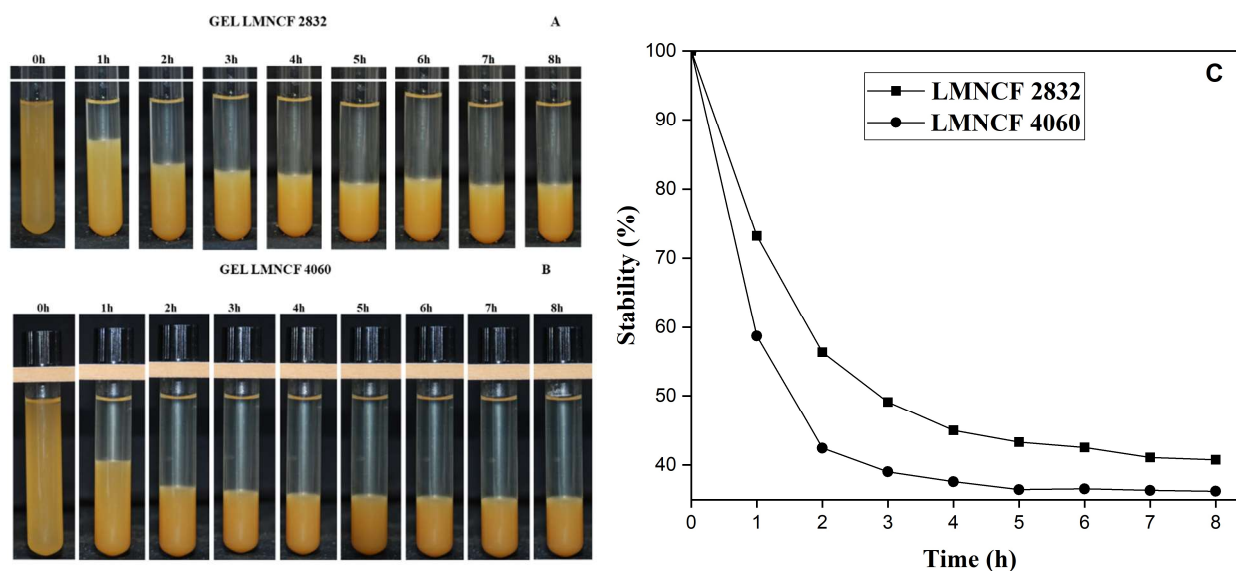 GEL LMNCF 2832 A
0h 1h 2h 3h 4h 5h 6h 7h 8h
GEL LMNCF 4060 B
0h 1h 2h 3h 4h 5h 6h 7h 8h
C
LMNCF 2832
LMNCF 4060
Stability (%)
100
90
80
70
60
50
40
0 1 2 3 4 5 6 7 8
Time (h)